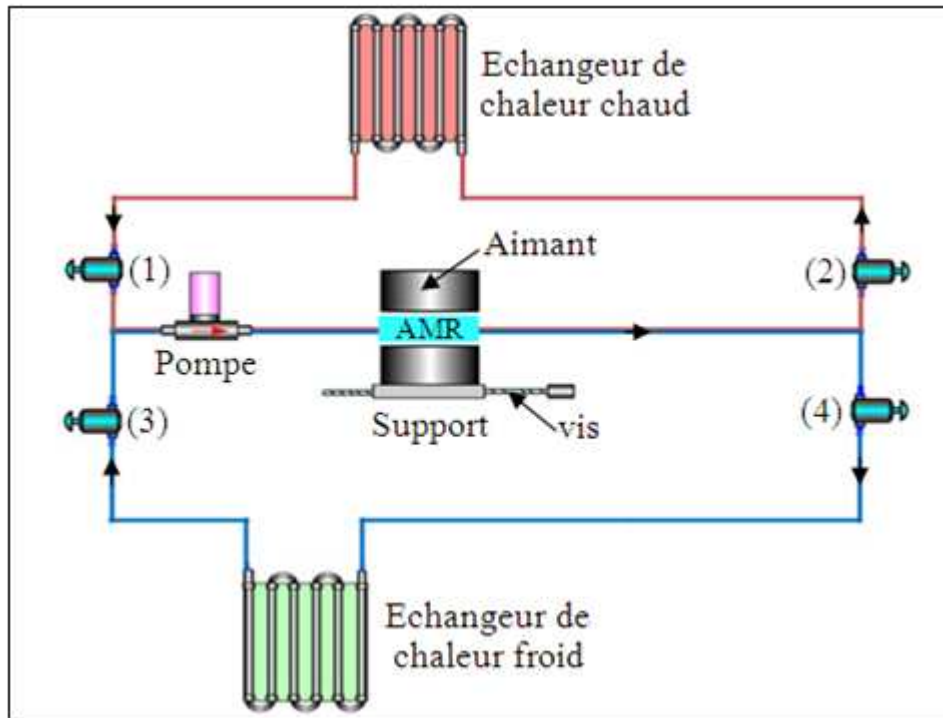 Echangeur de
chaleur chaud
Aimant
(1)
(2)
AMR
Pompe
(3)
(4)
Support
vis
Echangeur de
chaleur froid